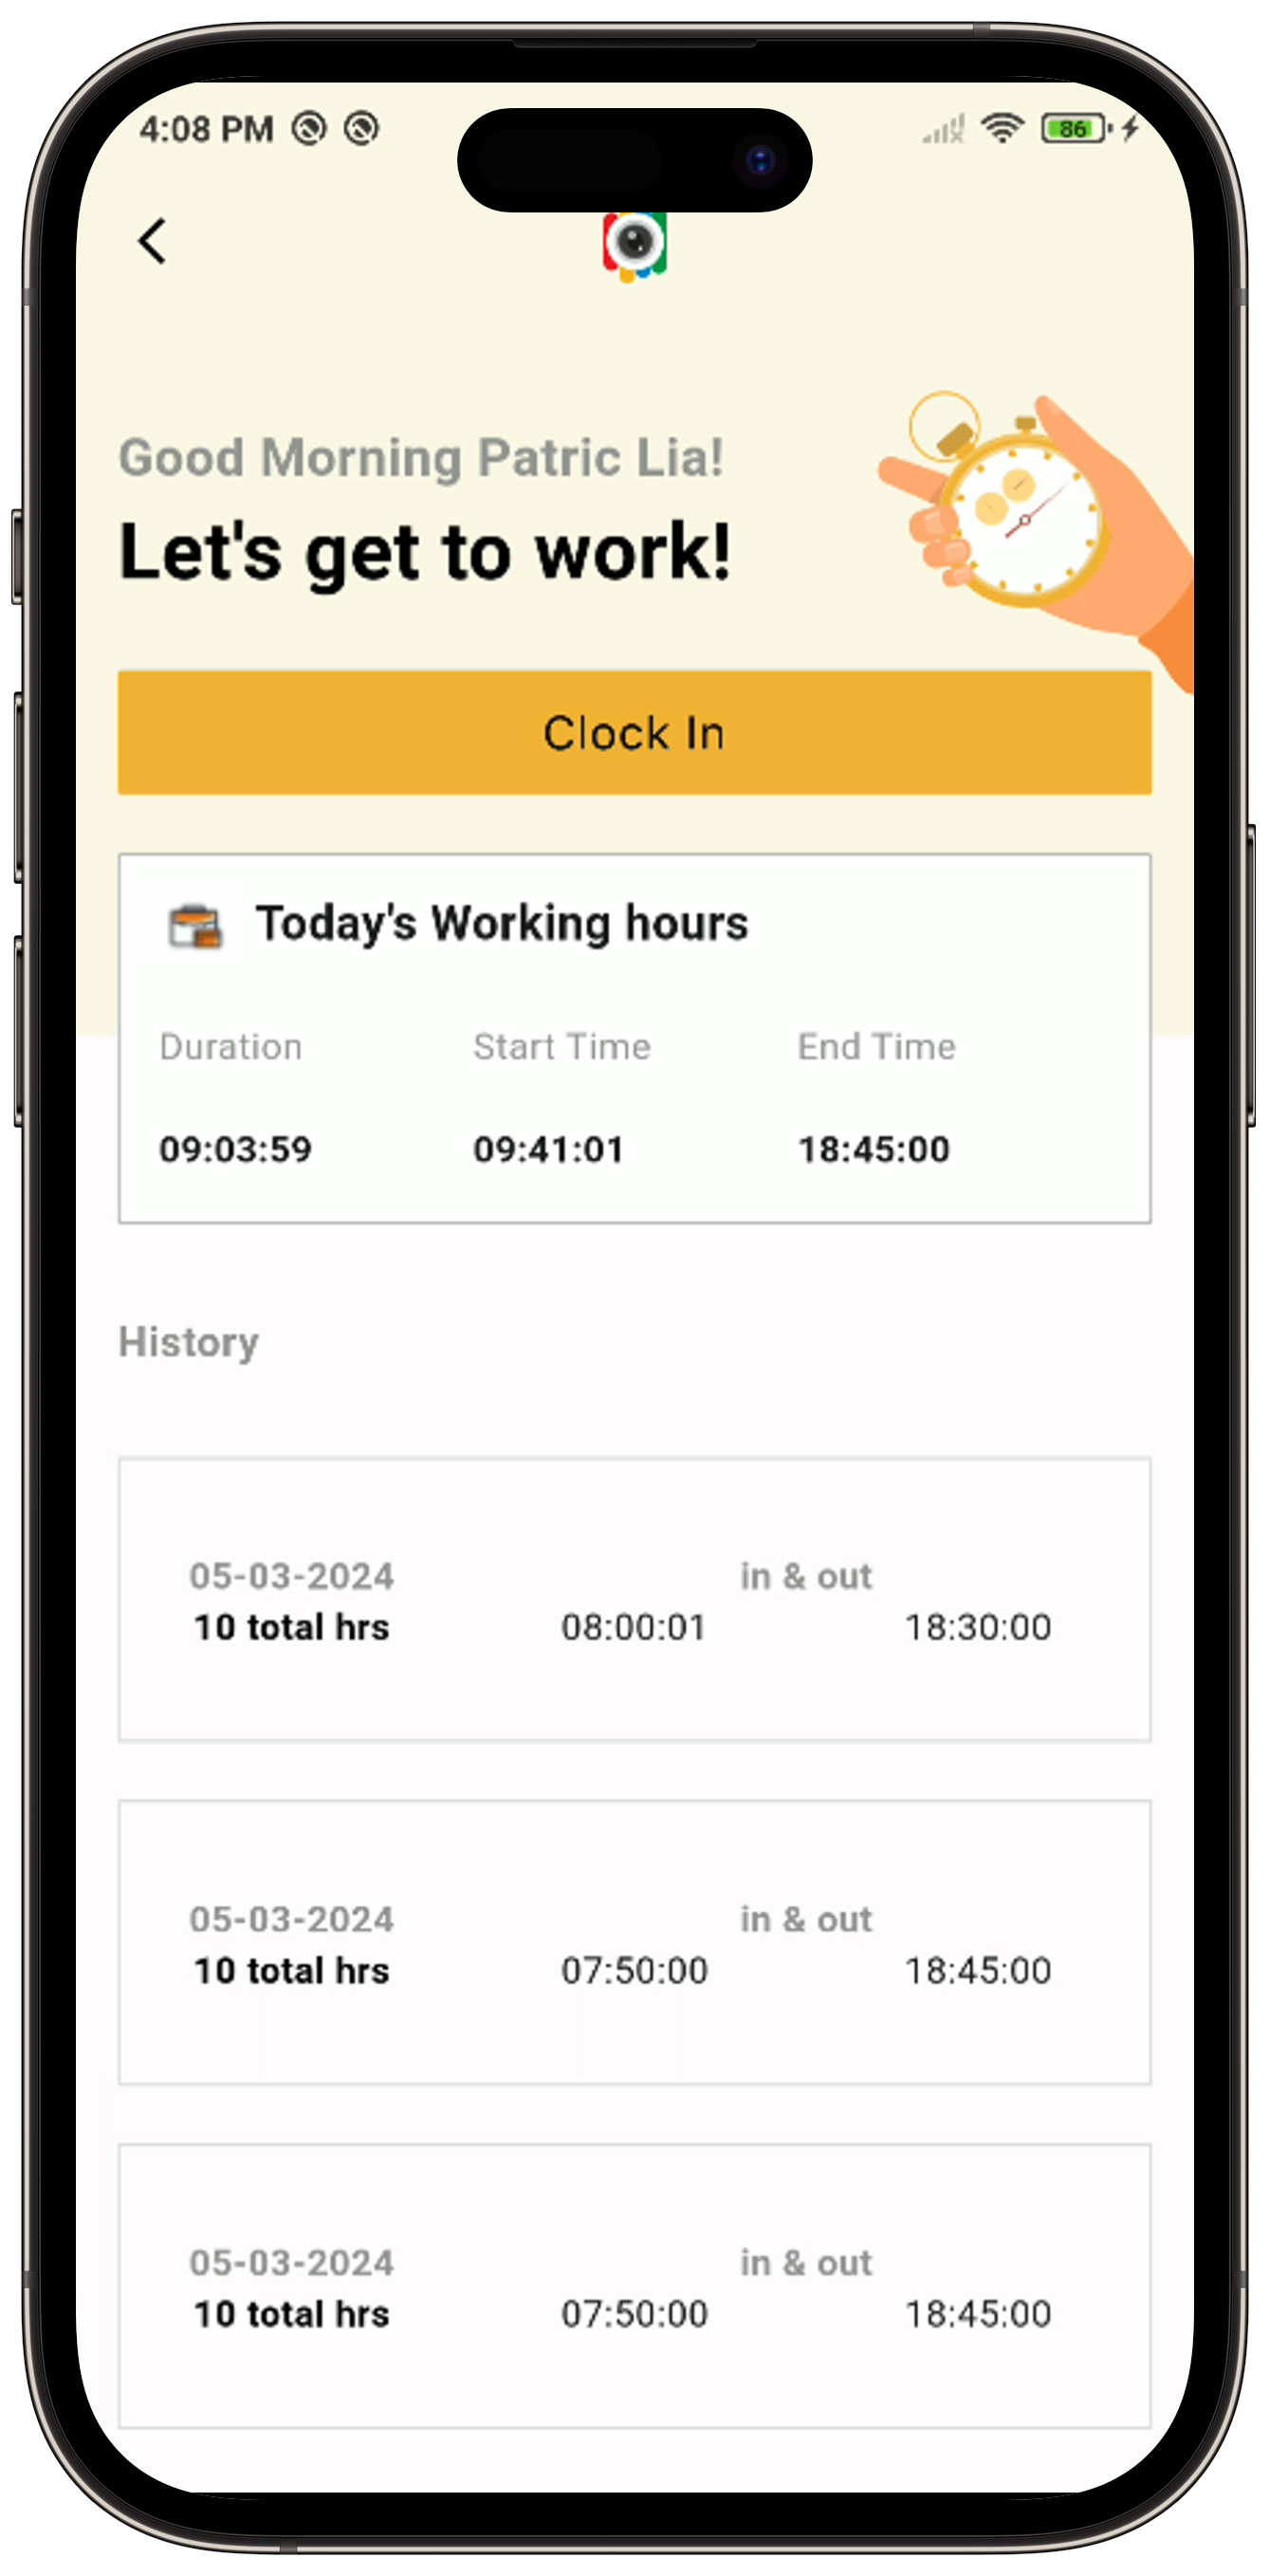 4:08 PM
86
Good Morning Patric Lia!
Let's get to work!
Clock In
Today's Working hours
Duration Start Time End Time
09:03:59 09:41:01 18:45:00
History
05-03-2024 in & out
10 total hrs 08:00:01 18:30:00
05-03-2024 in & out
10 total hrs 07:50:00 18:45:00
05-03-2024 in & out
10 total hrs 07:50:00 18:45:00